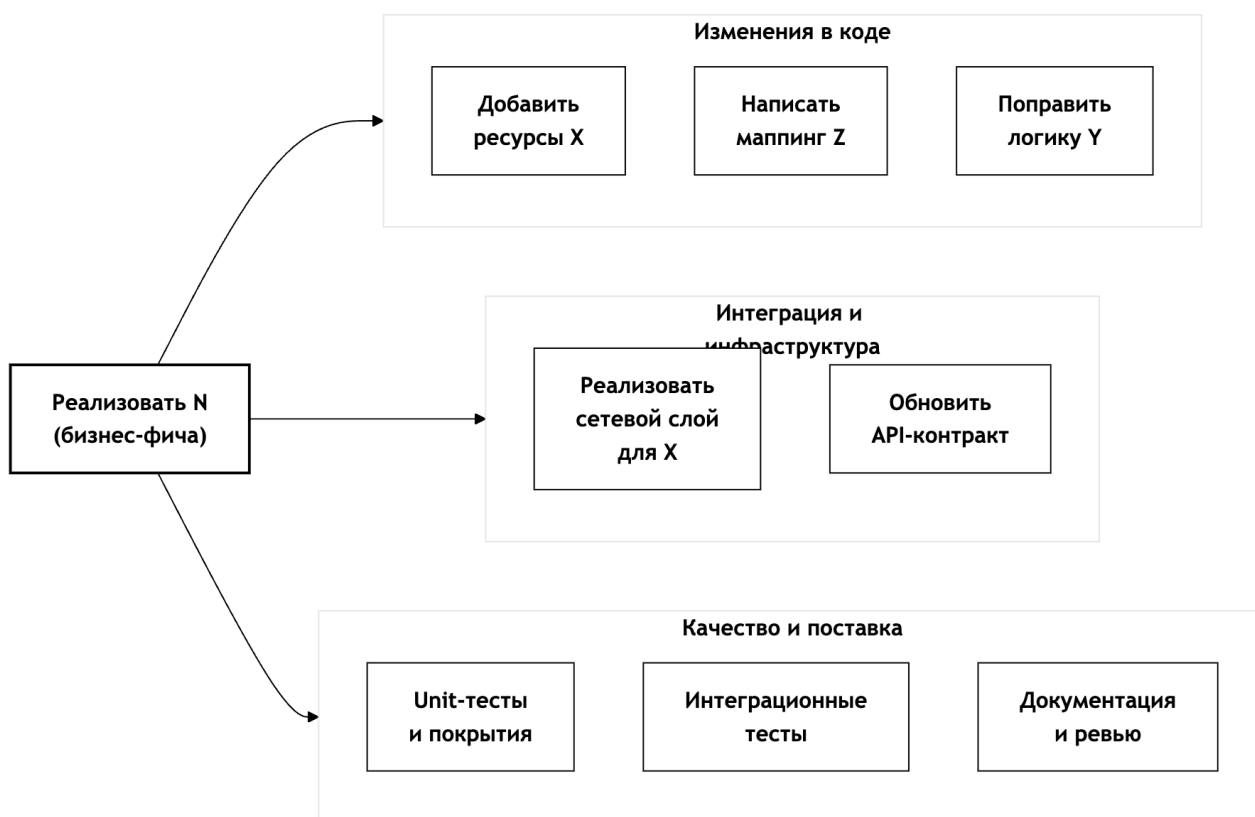 Изменения в коде
Добавить
ресурсы X
Написать
маппинг Z
Поправить
логику Y
Интеграция и
инфраструктура
Реализовать
сетевой слой
для X
Обновить
API-контракт
Реализовать N
(бизнес-фича)
Качество и поставка
Unit-тесты
и покрытия
Интеграционные
тесты
Документация
и ревью